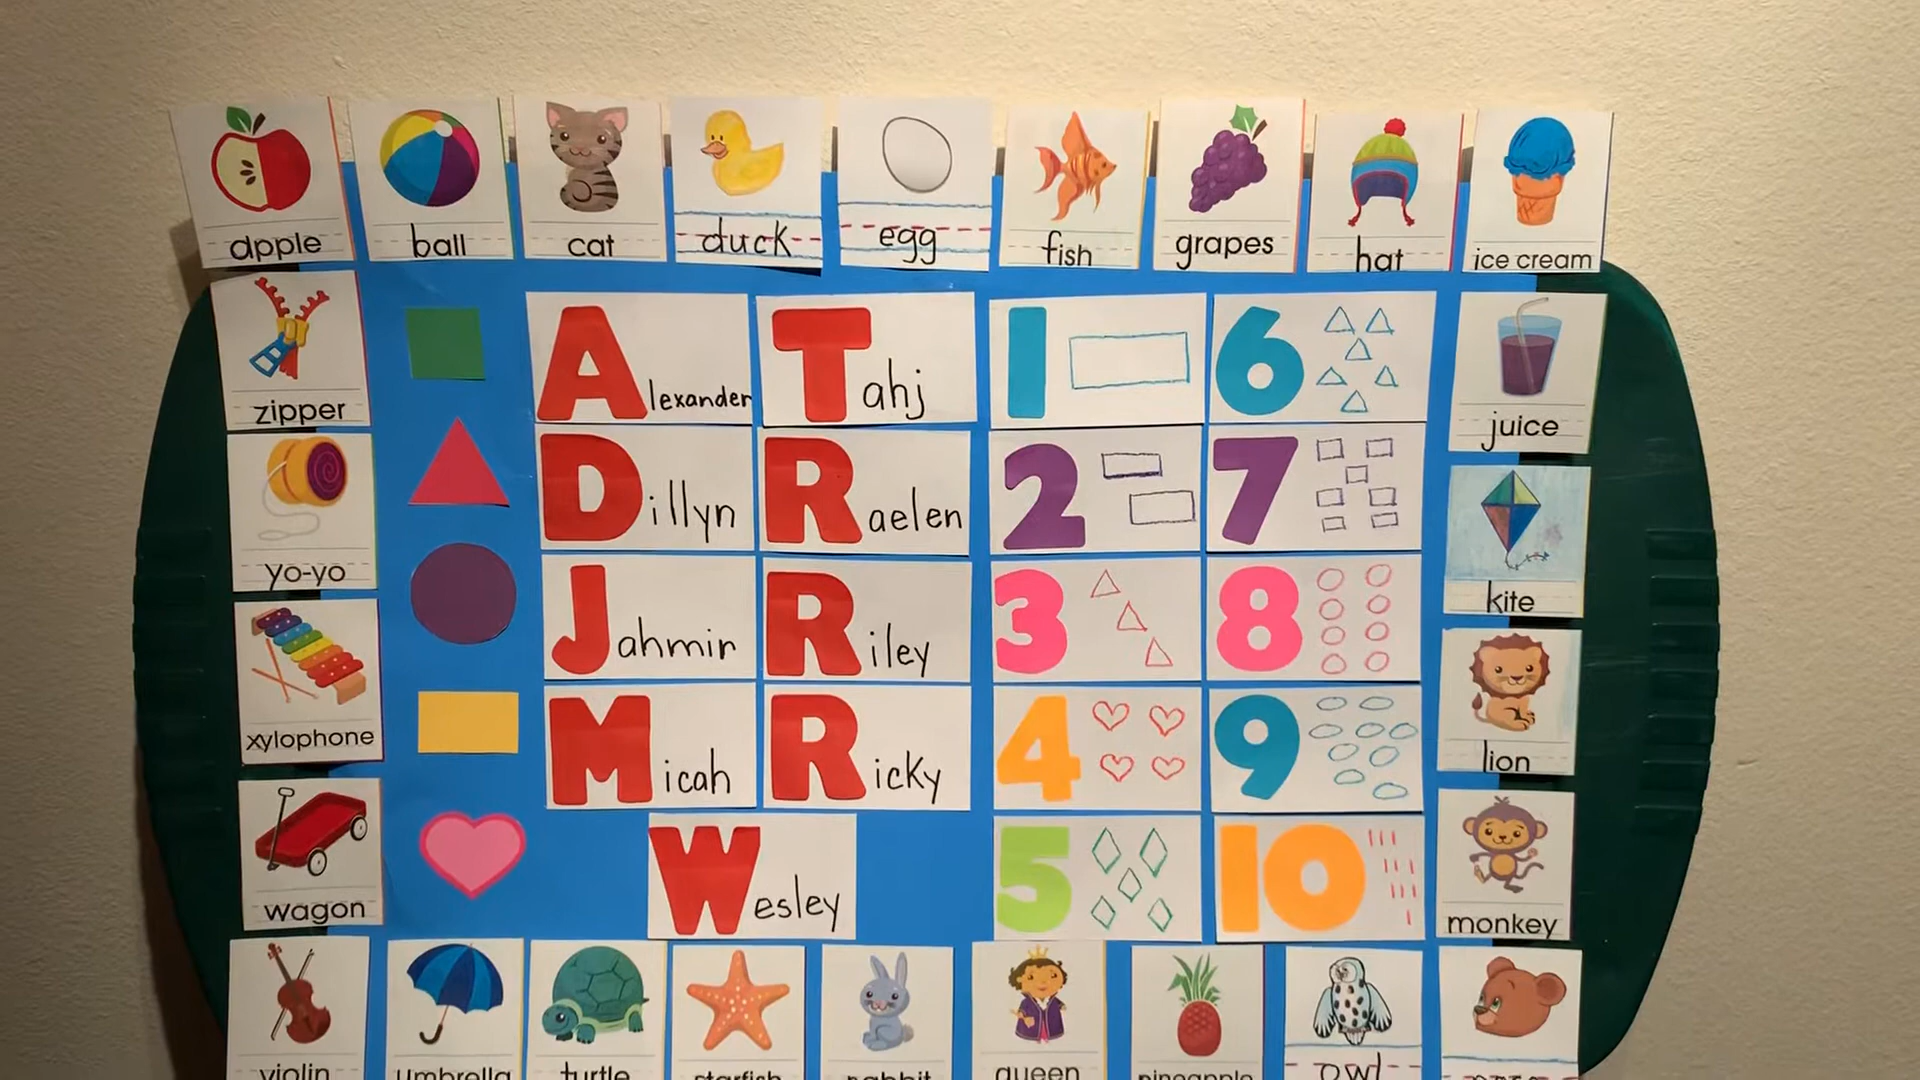 apple ball cat duck egg fish grapes hat ice cream
zipper
yo-yo
xylophone
wagon
Alexander Tahj
Dillyn Raelen
Jahmir Riley
Micah Ricky
Wesley
1 6
2 7
3 8
4 9
5 10
juice
kite
lion
monkey
violin umbrella turtle starfish rabbit queen pineapple owl